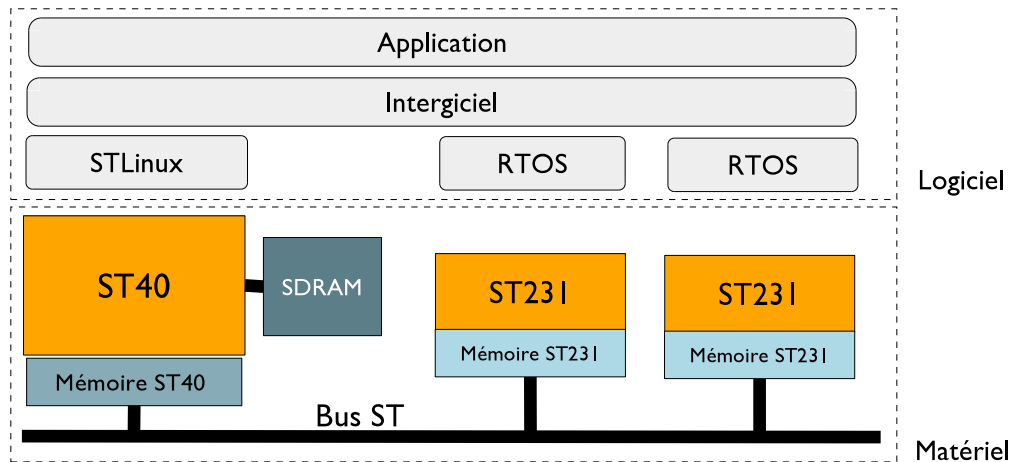 Application
Intergiciel
STLinux
RTOS
RTOS
Logiciel
ST40
SDRAM
ST231
ST231
Mémoire ST40
Mémoire ST231
Mémoire ST231
Bus ST
Matériel